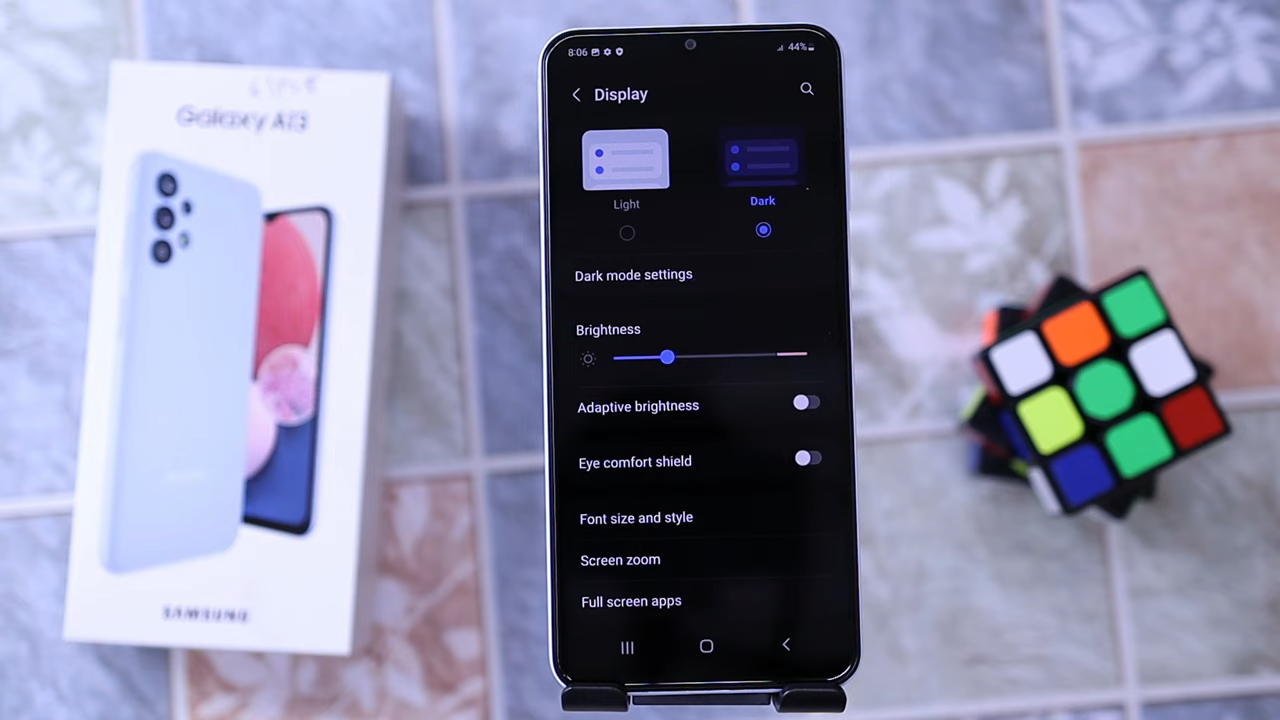 Galaxy A13
SAMSUNG
8:06
44%
Display
Light
Dark
Dark mode settings
Brightness
Adaptive brightness
Eye comfort shield
Font size and style
Screen zoom
Full screen apps